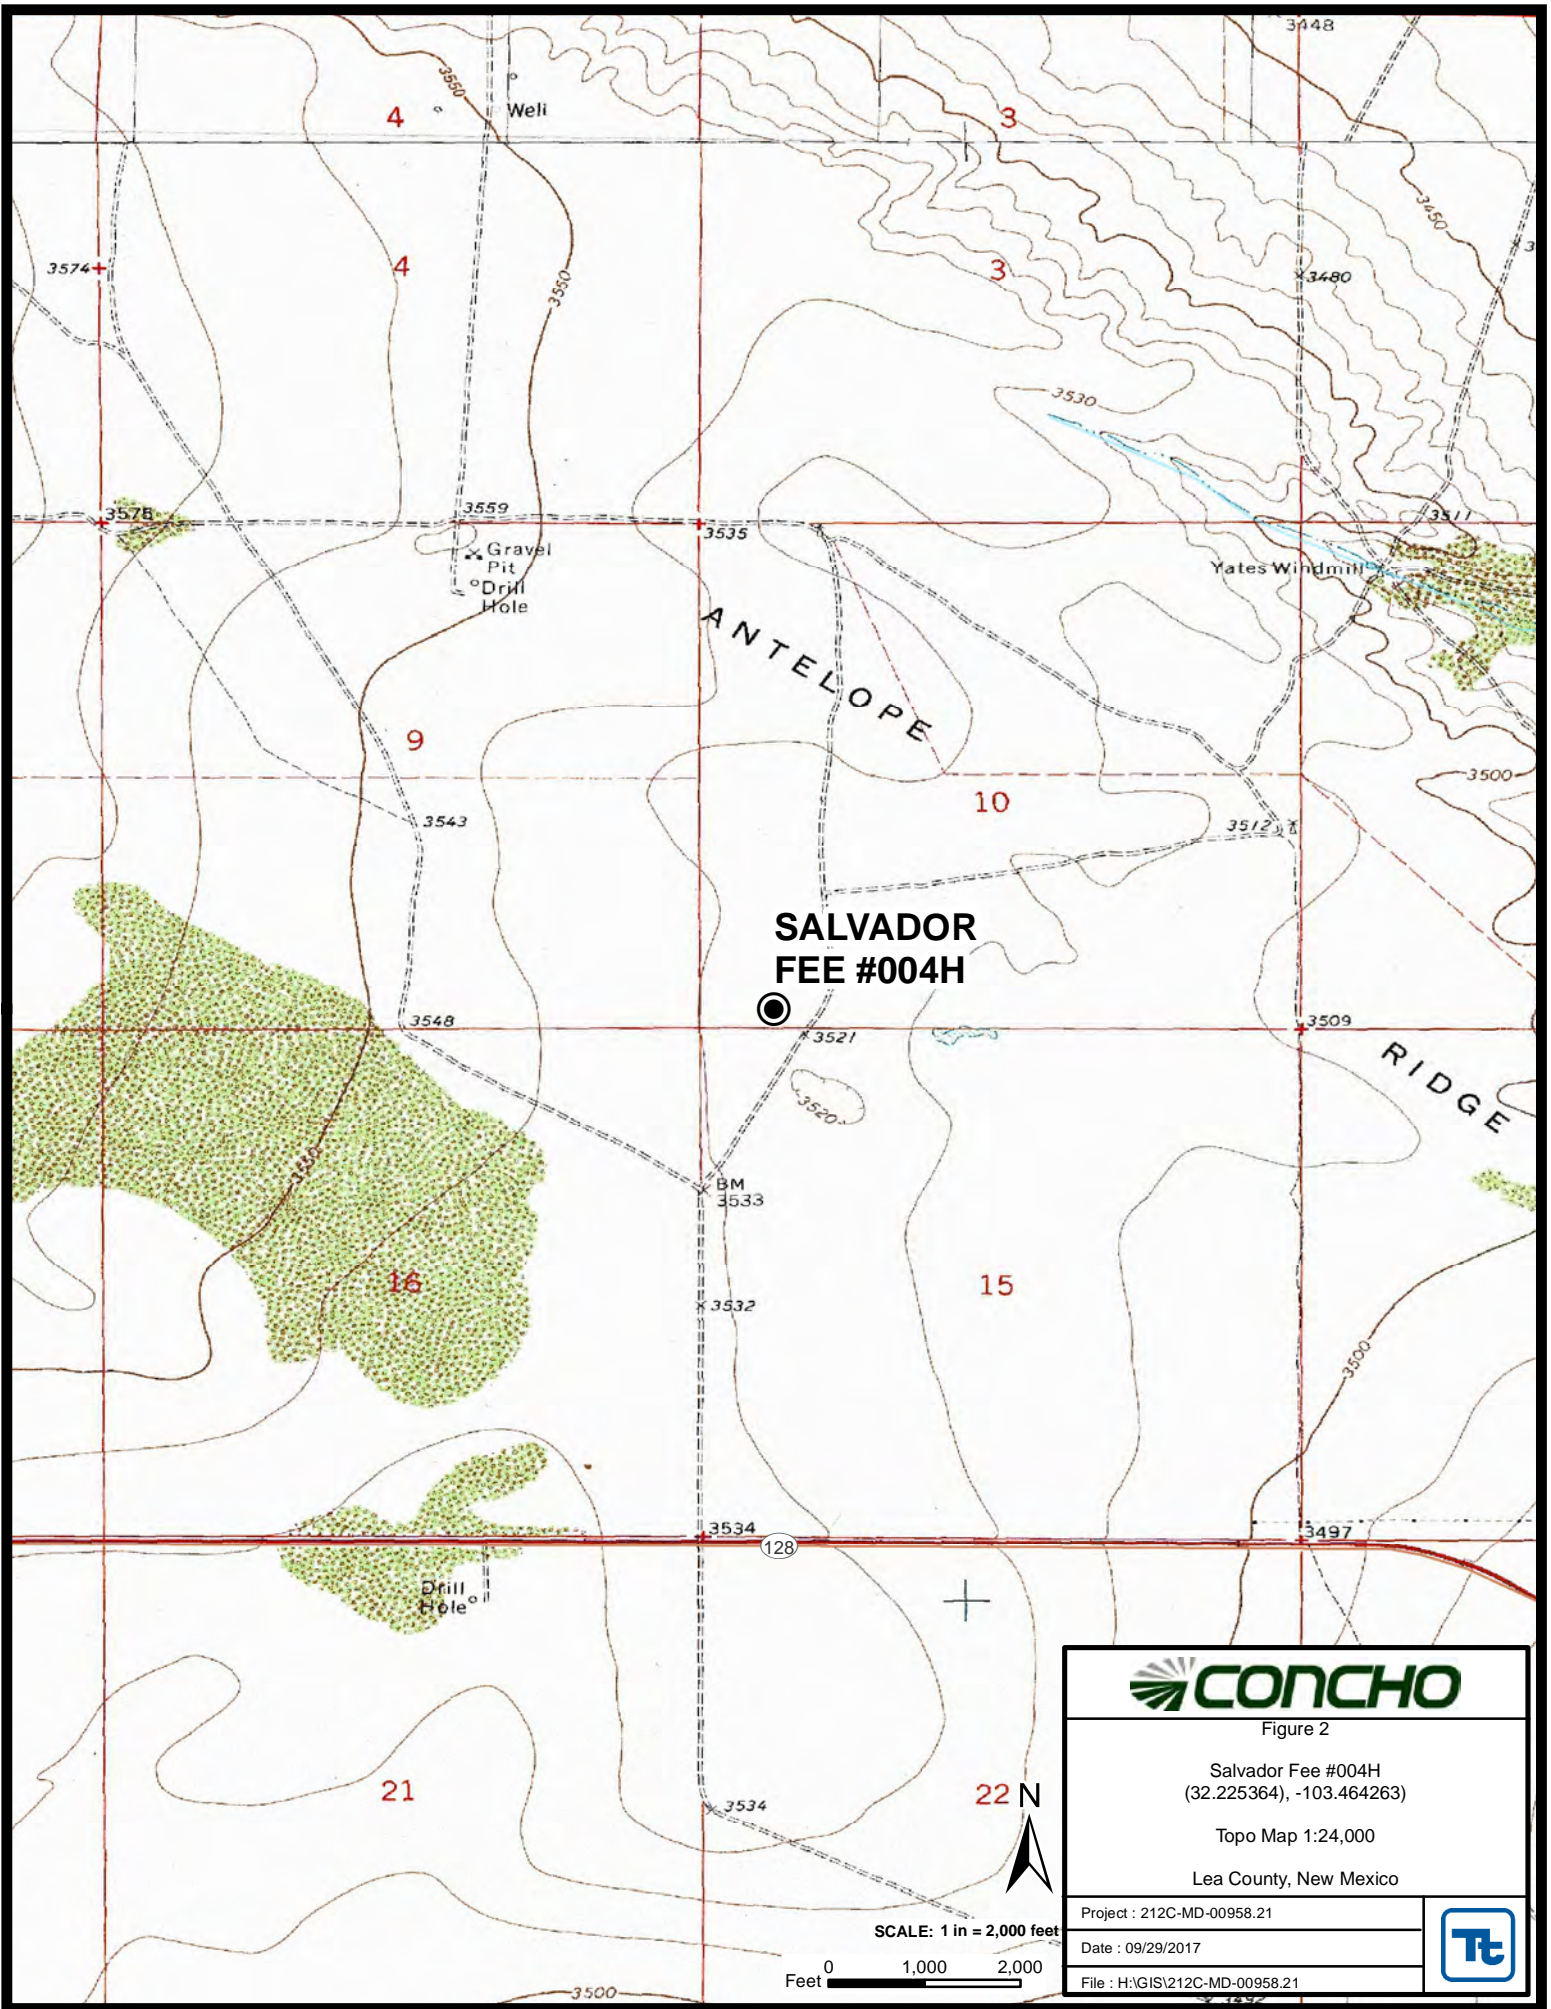 3448
3550
Well
4
3
3450
3574
4
3550
3
3480
3530
3575
3559
3535
3511
Gravel
Pit
Drill
Hole
Yates Windmill
ANTELOPE
9
3500
10
3543
3512
SALVADOR
FEE #004H
3548
3521
3509
RIDGE
3520
3550
BM
3533
16
15
3532
3500
3534
128
3497
Drill
Hole
21
22
3534
N
SCALE: 1 in = 2,000 feet
0 1,000 2,000
Feet
3500
CONCHO
Figure 2
Salvador Fee #004H
(32.225364), -103.464263)
Topo Map 1:24,000
Lea County, New Mexico
Project : 212C-MD-00958.21
Date : 09/29/2017
File : H:\GIS\212C-MD-00958.21
Tt